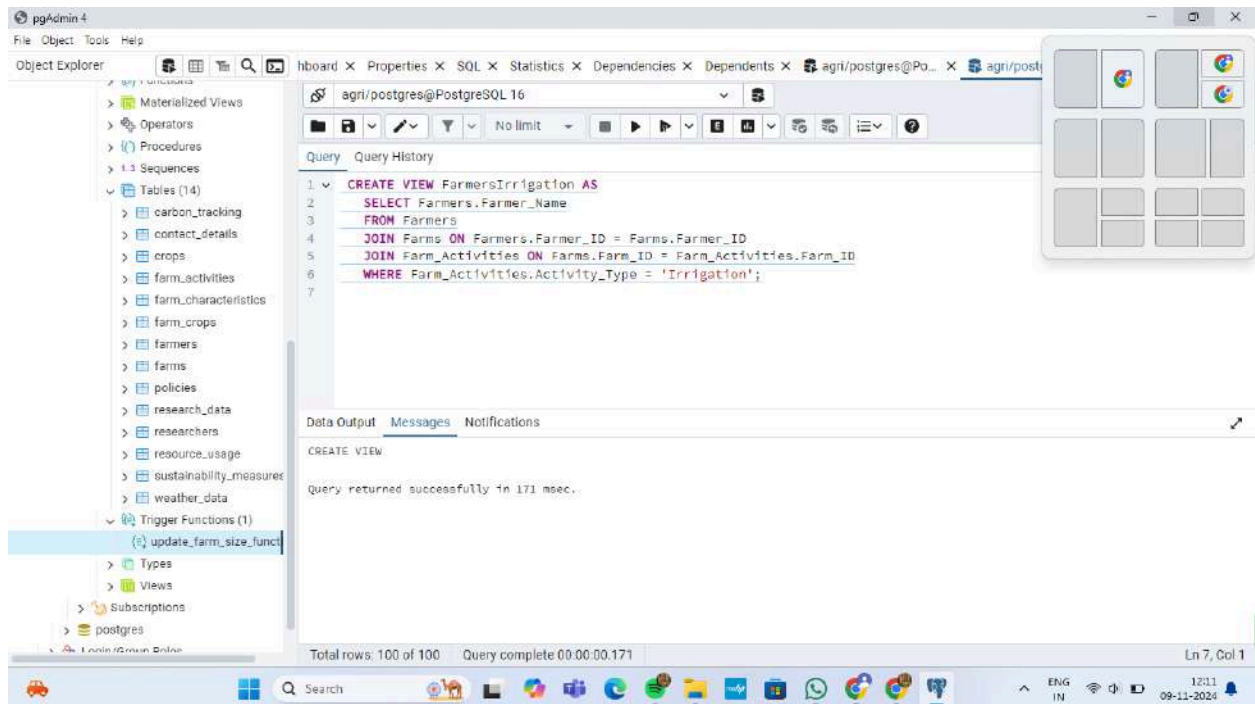 pgAdmin 4
File Object Tools Help
Object Explorer
hboard Properties SQL Statistics Dependencies Dependents agri/postgres@Po... agri/post
Functions
Materialized Views
Operators
Procedures
1..3 Sequences
Tables (14)
carbon_tracking
contact_details
crops
farm_activities
farm_characteristics
farm_crops
farmers
farms
policies
research_data
researchers
resource_usage
sustainability_measures
weather_data
Trigger Functions (1)
update_farm_size_funct
Types
Views
Subscriptions
postgres
Login/Group Roles
agri/postgres@PostgreSQL 16
No limit
Query Query History
1 CREATE VIEW FarmersIrrigation AS
2 SELECT Farmers.Farmer_Name
3 FROM Farmers
4 JOIN Farms ON Farmers.Farmer_ID = Farms.Farmer_ID
5 JOIN Farm_Activities ON Farms.Farm_ID = Farm_Activities.Farm_ID
6 WHERE Farm_Activities.Activity_Type = 'Irrigation';
7
Data Output Messages Notifications
CREATE VIEW
Query returned successfully in 171 msec.
Total rows: 100 of 100 Query complete 00:00:00.171 Ln 7, Col 1
Search
ENG
IN
12:11
09-11-2024